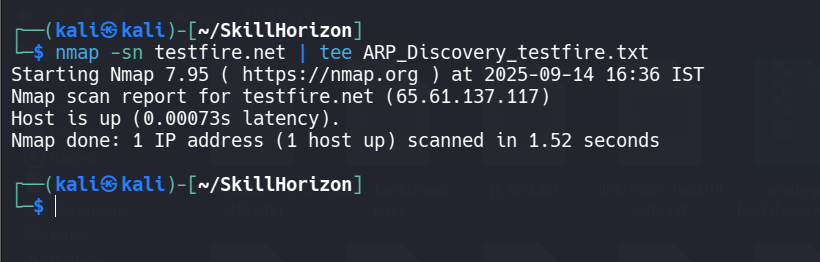 ┌──(kali㉿kali)-[~/SkillHorizon]
└─$ nmap -sn testfire.net | tee ARP_Discovery_testfire.txt
Starting Nmap 7.95 ( https://nmap.org ) at 2025-09-14 16:36 IST
Nmap scan report for testfire.net (65.61.137.117)
Host is up (0.00073s latency).
Nmap done: 1 IP address (1 host up) scanned in 1.52 seconds
┌──(kali㉿kali)-[~/SkillHorizon]
└─$